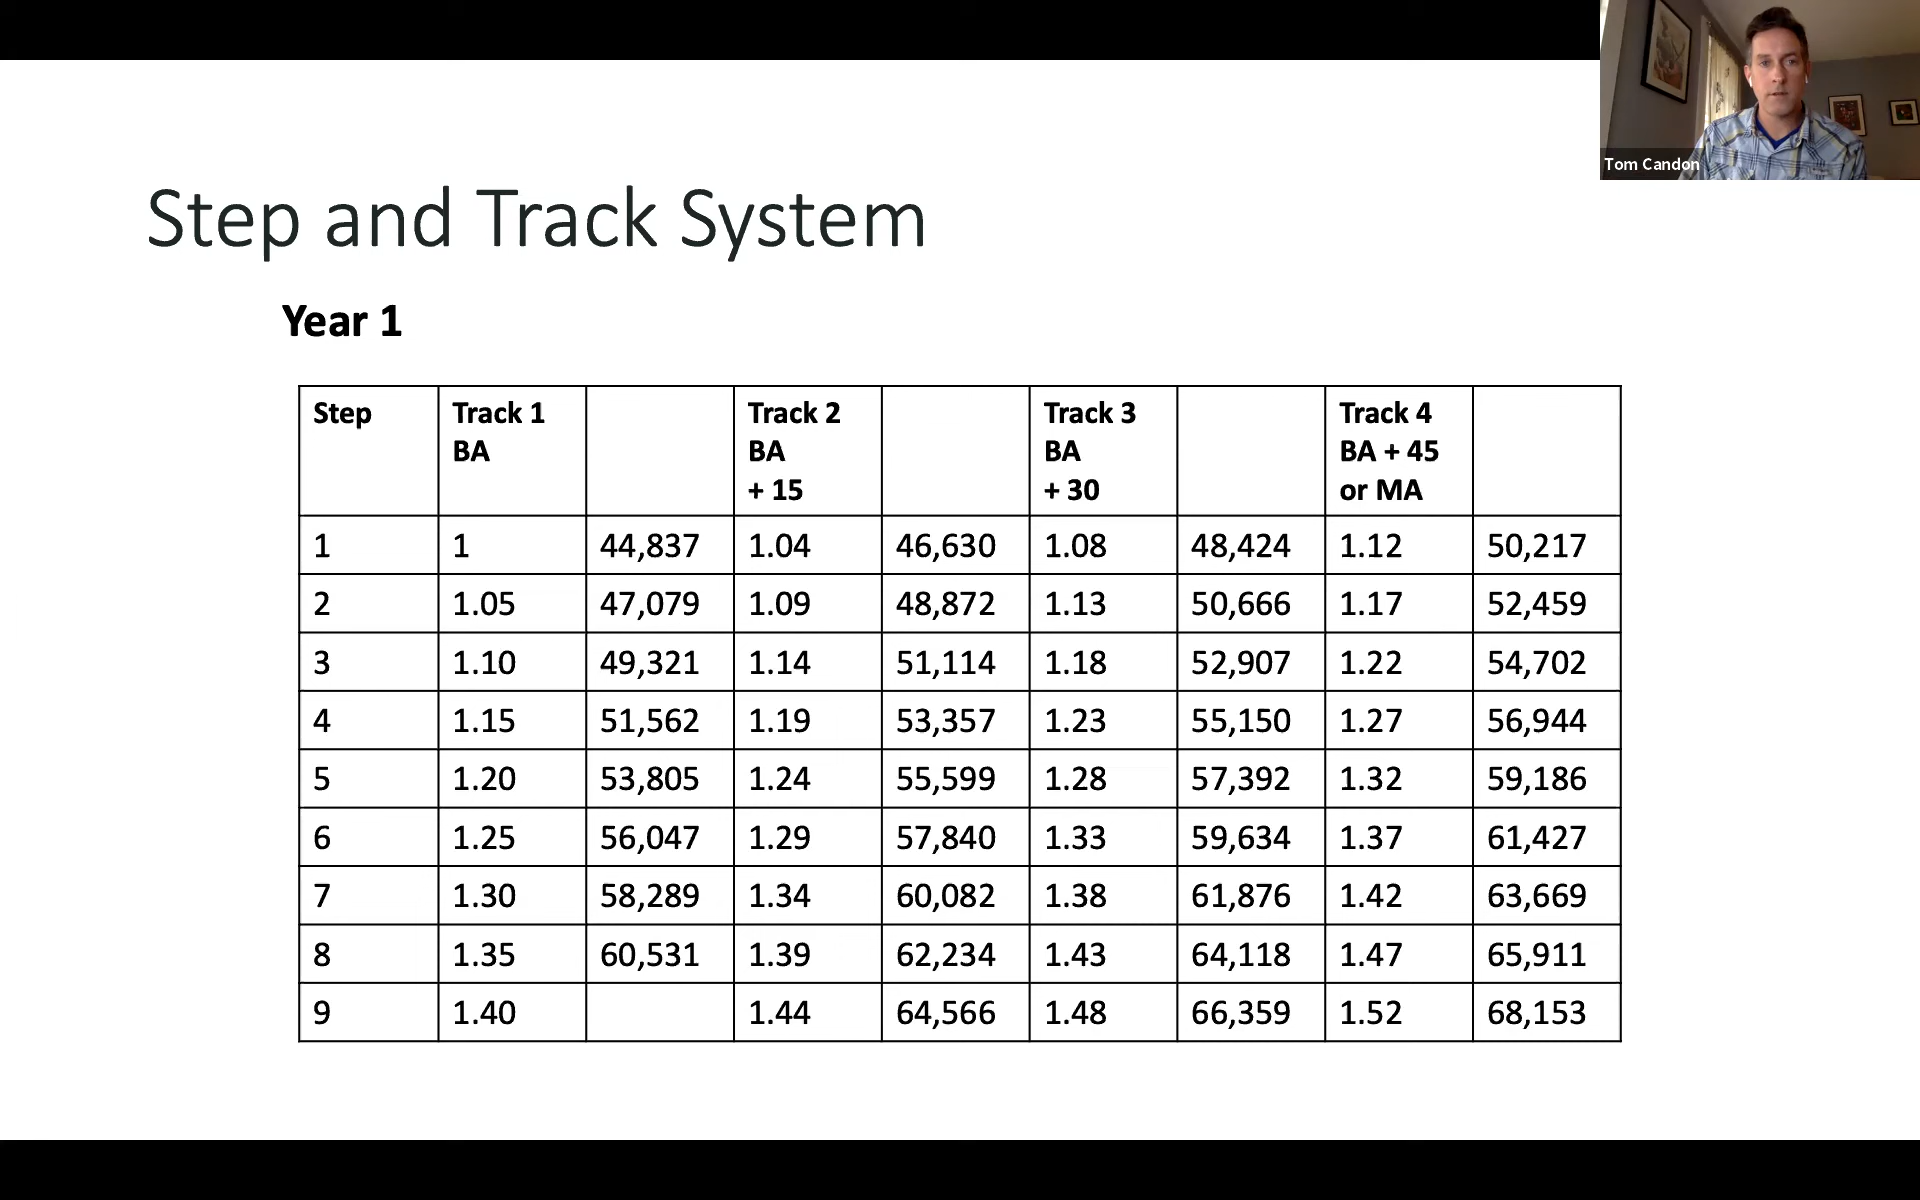 Tom Candon
Step and Track System
Year 1
Step Track 1 Track 2 Track 3 Track 4
BA BA BA BA + 45
+ 15 + 30 or MA
1 1 44,837 1.04 46,630 1.08 48,424 1.12 50,217
2 1.05 47,079 1.09 48,872 1.13 50,666 1.17 52,459
3 1.10 49,321 1.14 51,114 1.18 52,907 1.22 54,702
4 1.15 51,562 1.19 53,357 1.23 55,150 1.27 56,944
5 1.20 53,805 1.24 55,599 1.28 57,392 1.32 59,186
6 1.25 56,047 1.29 57,840 1.33 59,634 1.37 61,427
7 1.30 58,289 1.34 60,082 1.38 61,876 1.42 63,669
8 1.35 60,531 1.39 62,234 1.43 64,118 1.47 65,911
9 1.40 1.44 64,566 1.48 66,359 1.52 68,153